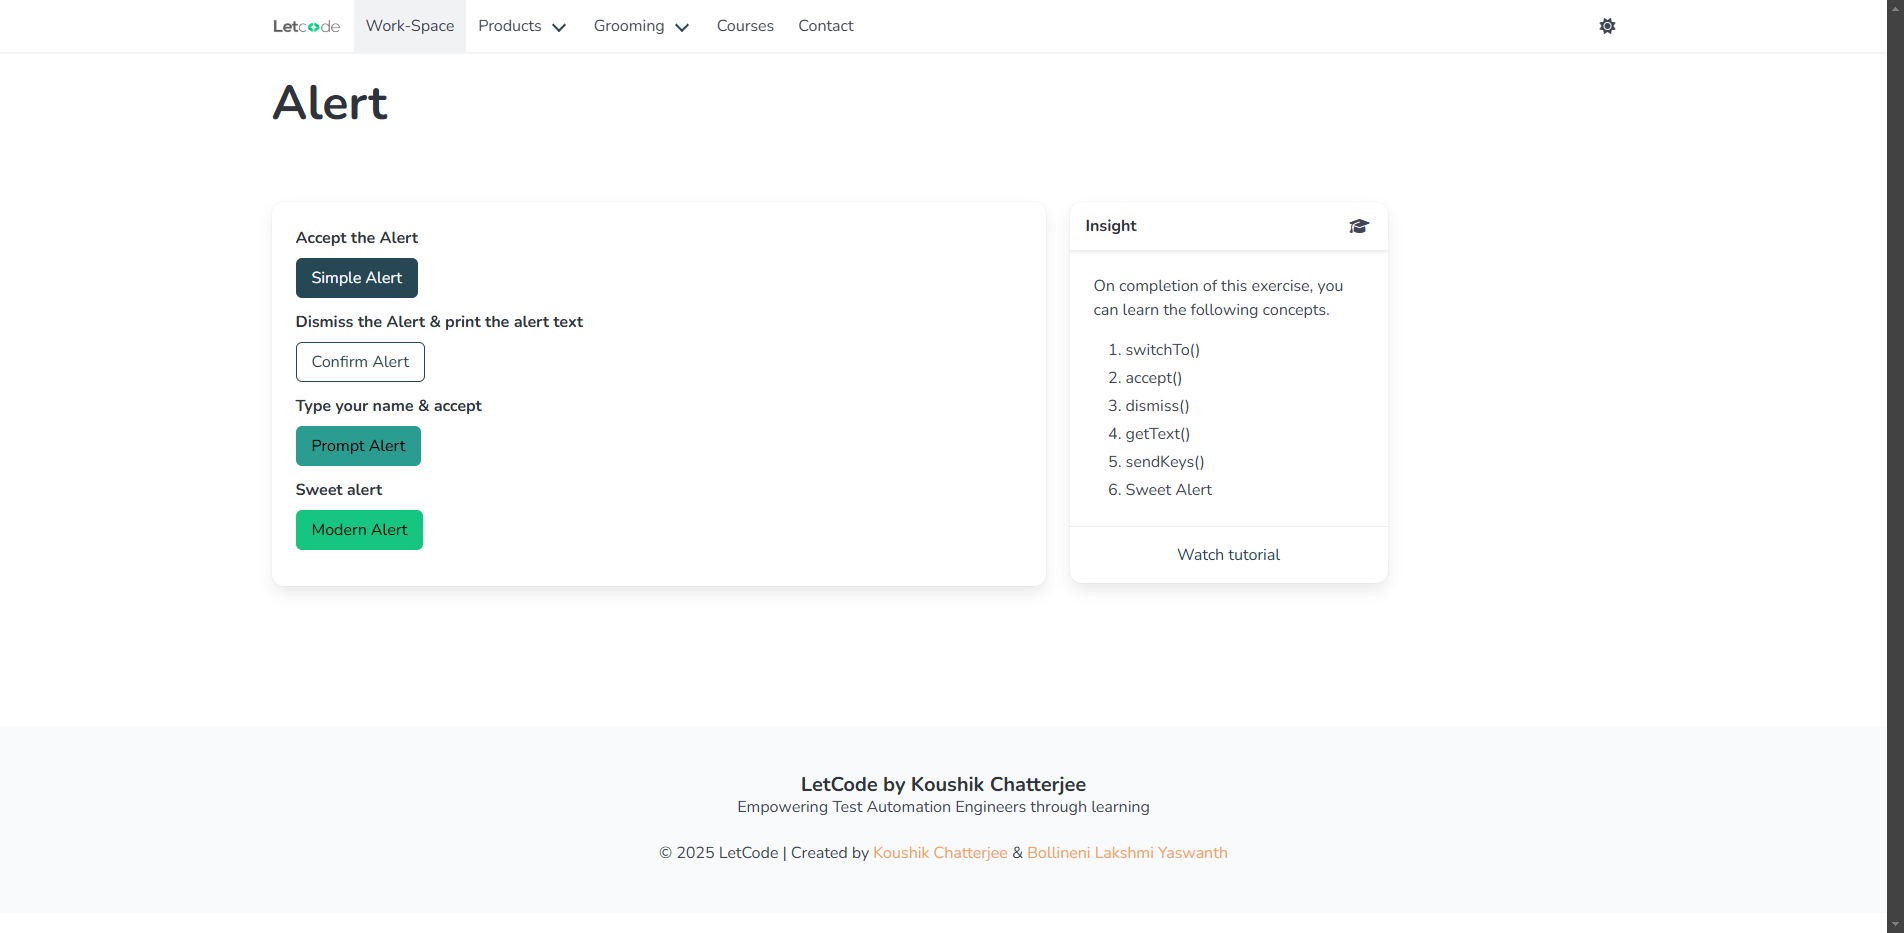 Letcode Work-Space Products Grooming Courses Contact
Alert
Accept the Alert
Simple Alert
Dismiss the Alert & print the alert text
Confirm Alert
Type your name & accept
Prompt Alert
Sweet alert
Modern Alert
Insight
On completion of this exercise, you
can learn the following concepts.
1. switchTo()
2. accept()
3. dismiss()
4. getText()
5. sendKeys()
6. Sweet Alert
Watch tutorial
LetCode by Koushik Chatterjee
Empowering Test Automation Engineers through learning
© 2025 LetCode | Created by Koushik Chatterjee & Bollineni Lakshmi Yaswanth